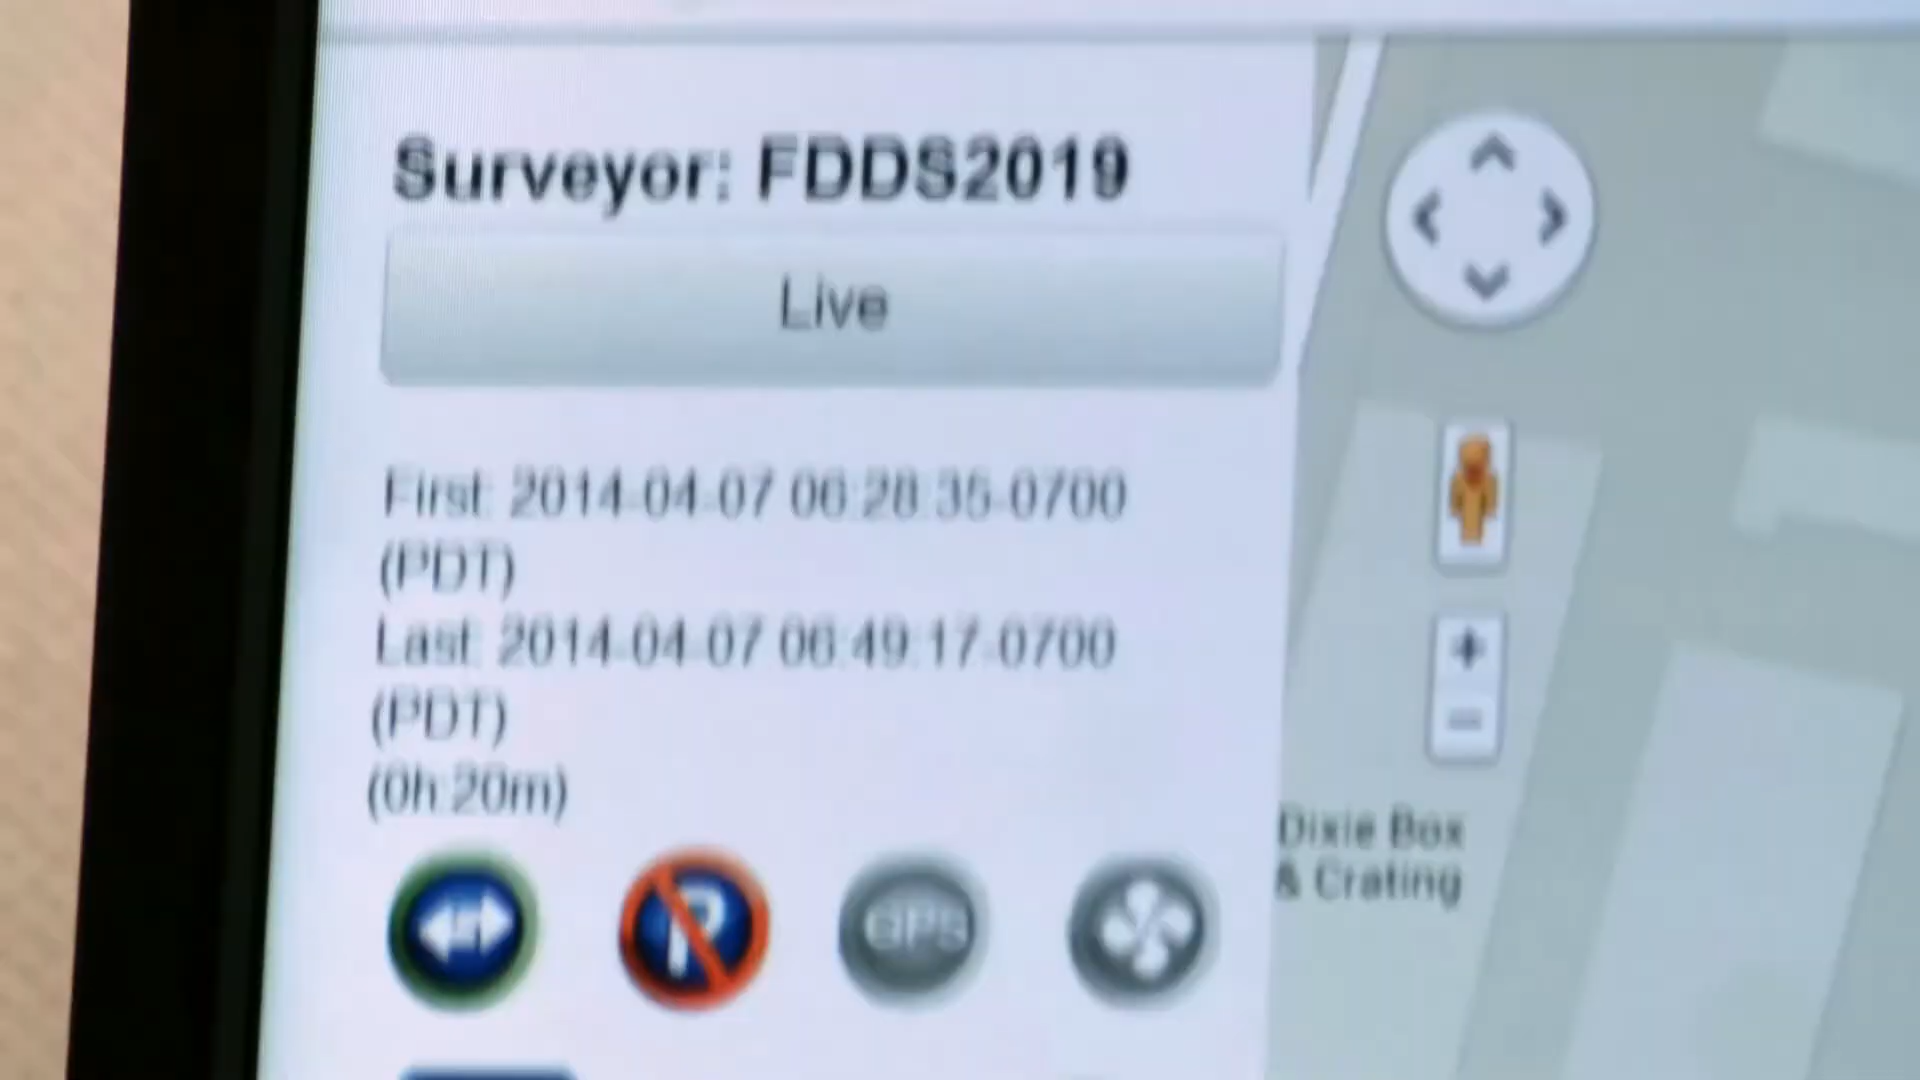 Surveyor: FDDS2019
Live
First: 2014-04-07 06:28:35-0700
(PDT)
Last: 2014-04-07 06:49:17-0700
(PDT)
(0h:20m)
P
GPS
Dixie Box
& Crating